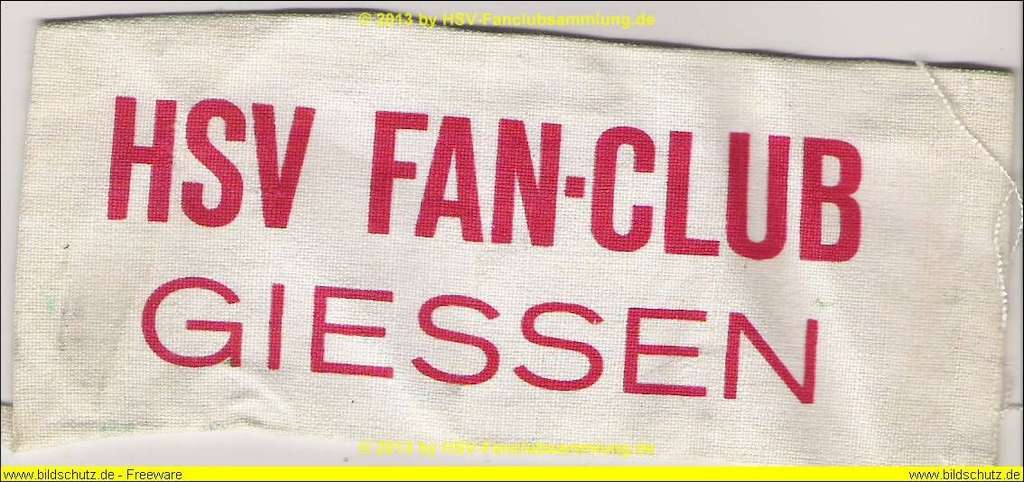 © 2013 by HSV-Fanclubsammlung.de
HSV FAN-CLUB
GIESSEN
© 2013 by HSV-Fanclubsammlung.de
www.bildschutz.de - Freeware
www.bildschutz.de